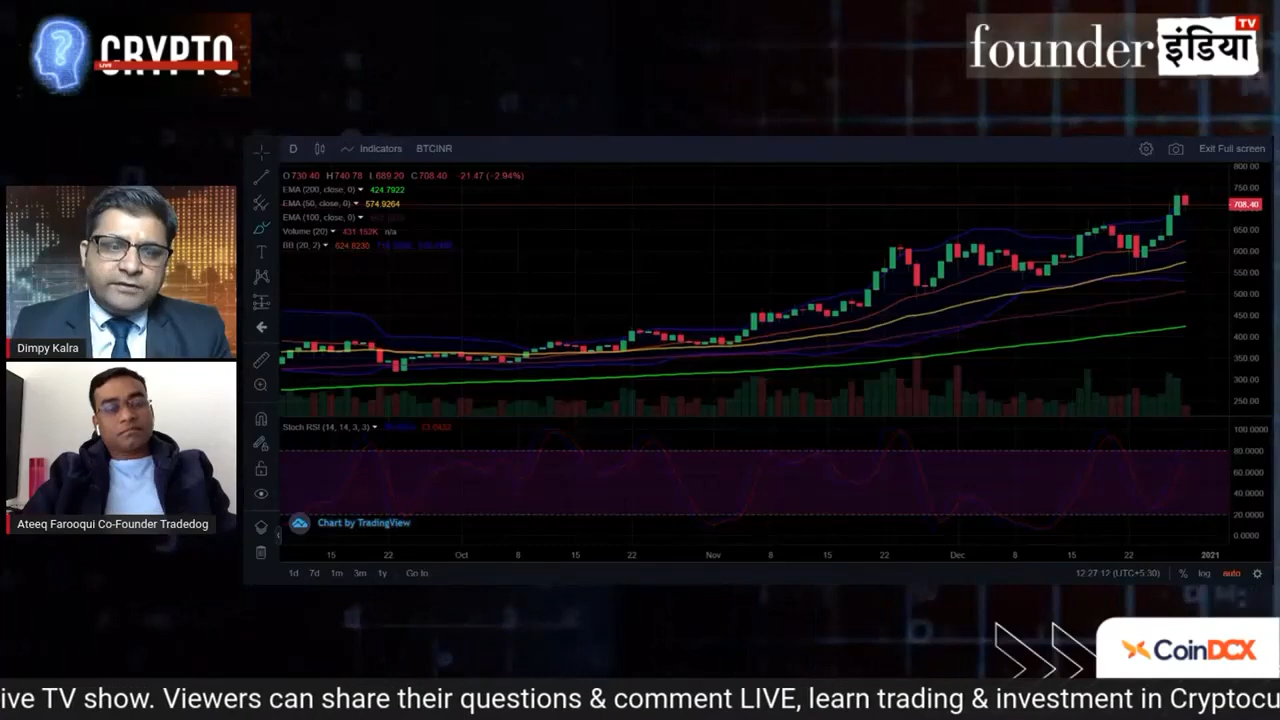 CRYPTO
LIVE
founder इंडिया TV
D Indicators BTCINR Exit Full screen
O730.40 H740.78 L689.20 C708.40 -21.47 (-2.94%)
EMA (200, close, 0) 424.7922
EMA (50, close, 0) 574.9264
EMA (100, close, 0)
Volume (20) 431.152K n/a
BB (20, 2) 624.8230
800.00
750.00
708.40
650.00
600.00
550.00
500.00
450.00
400.00
350.00
300.00
250.00
Stoch RSI (14, 14, 3, 3)
100.0000
80.0000
60.0000
40.0000
20.0000
0.0000
Chart by TradingView
15 22 Oct 8 15 22 Nov 8 15 22 Dec 8 15 22 2021
1d 7d 1m 3m 1y Go to 12:27:12 (UTC+5:30) % log auto
Dimpy Kalra
Ateeq Farooqui Co-Founder Tradedog
CoinDCX
ive TV show. Viewers can share their questions & comment LIVE, learn trading & investment in Cryptocu